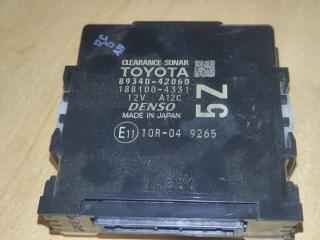 CLEARANCE SONAR
TOYOTA
89340-42060
188100-4331
12V A12C
DENSO
MADE IN JAPAN
5Z
E11 10R-04 9265